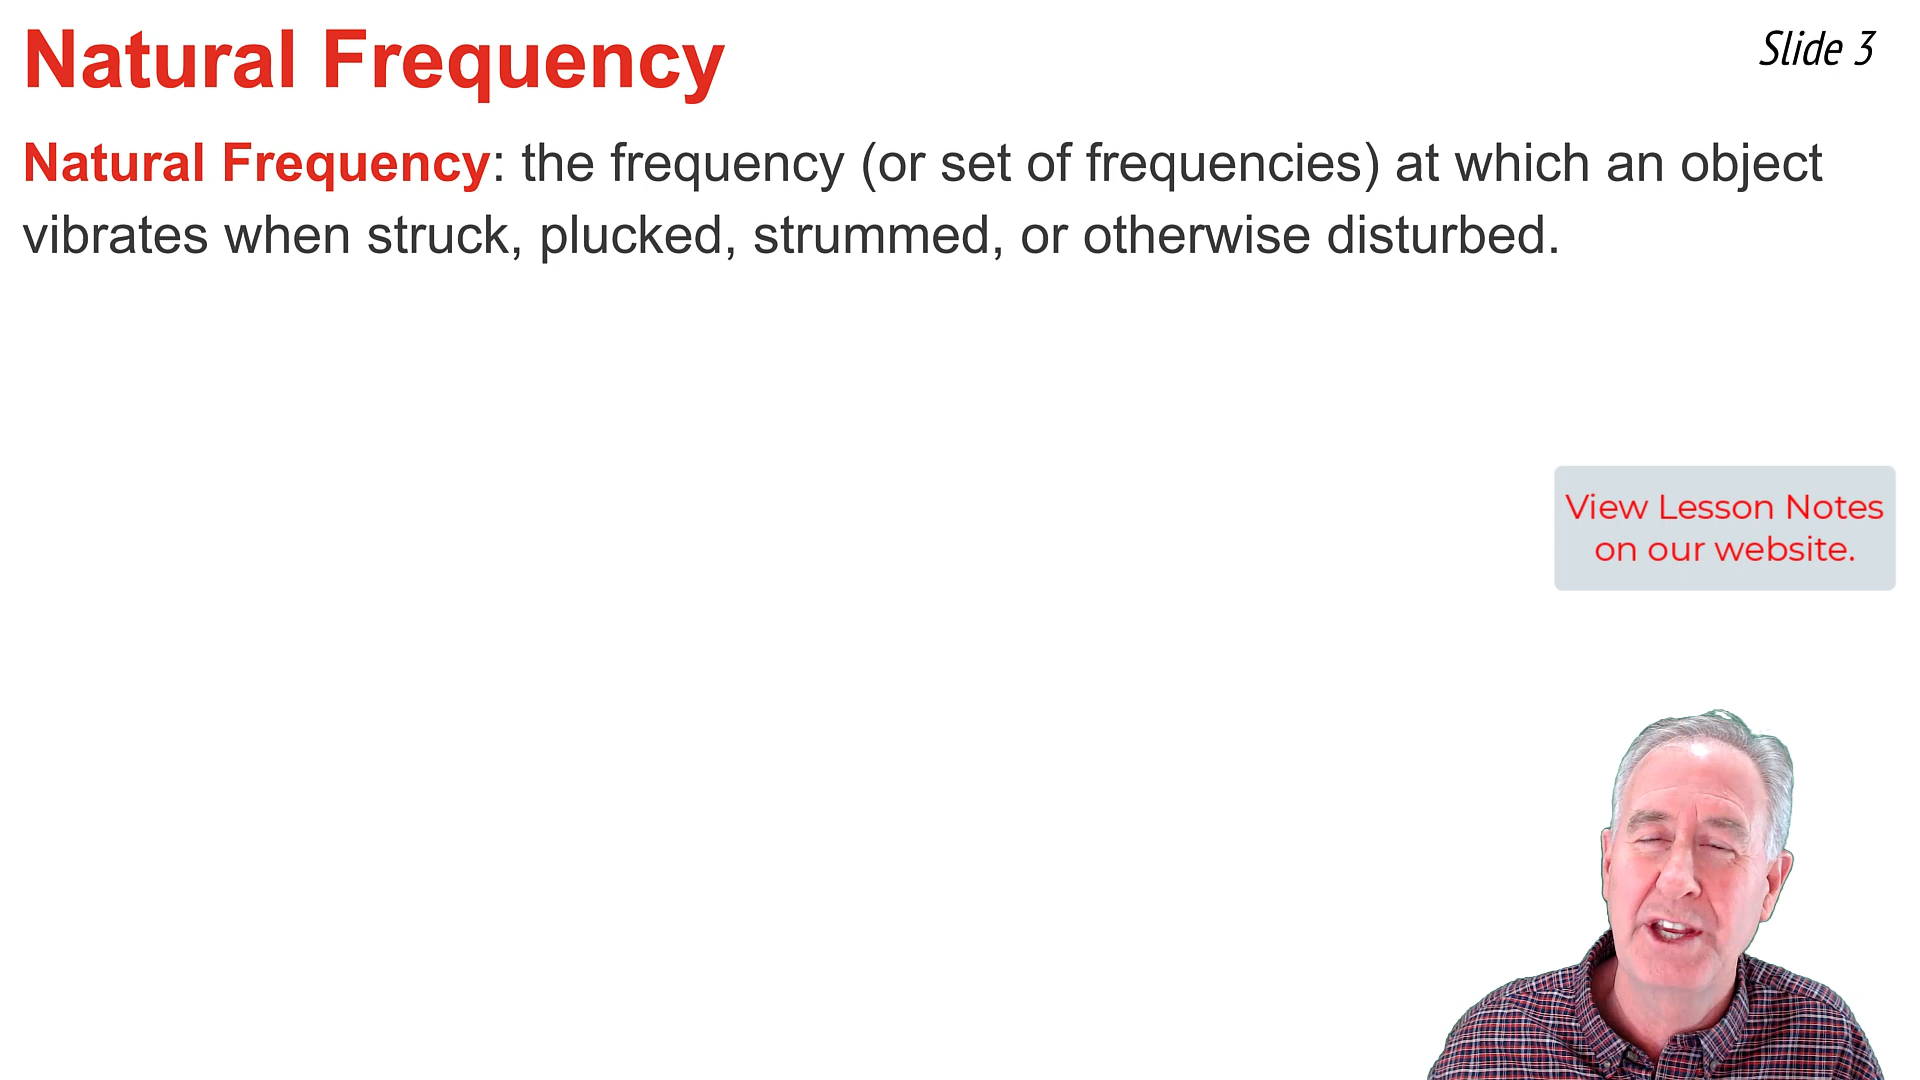 Natural Frequency
Slide 3
Natural Frequency: the frequency (or set of frequencies) at which an object
vibrates when struck, plucked, strummed, or otherwise disturbed.
View Lesson Notes
on our website.